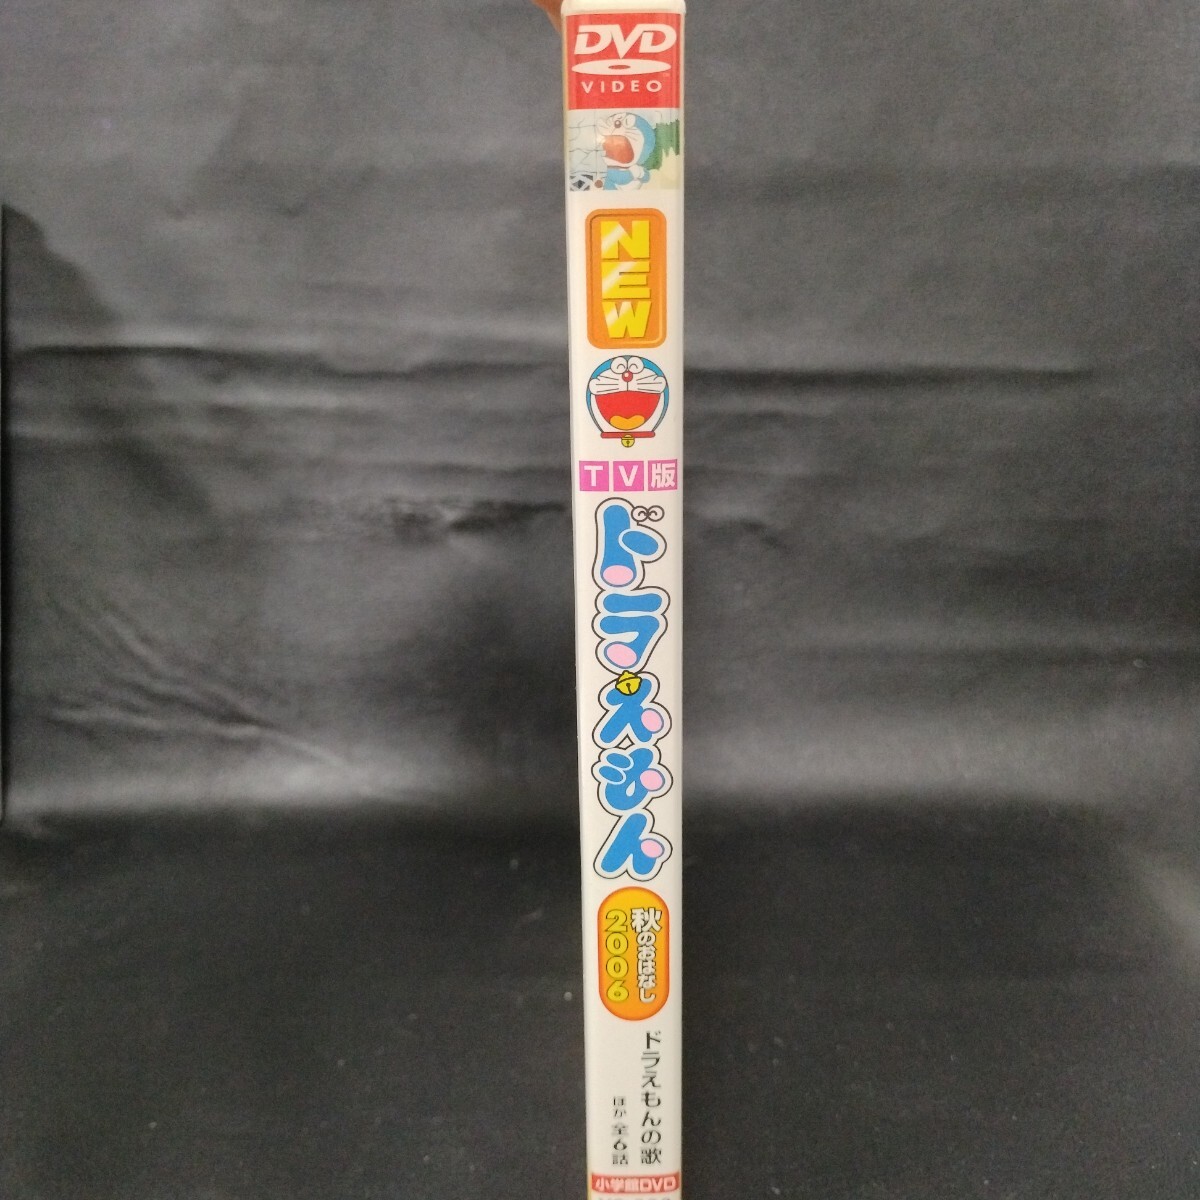 DVD
VIDEO
TM
NEW
TV版
ドラえもん
秋のおはなし
2006
ドラえもんの歌
ほか 全6話
小学館DVD